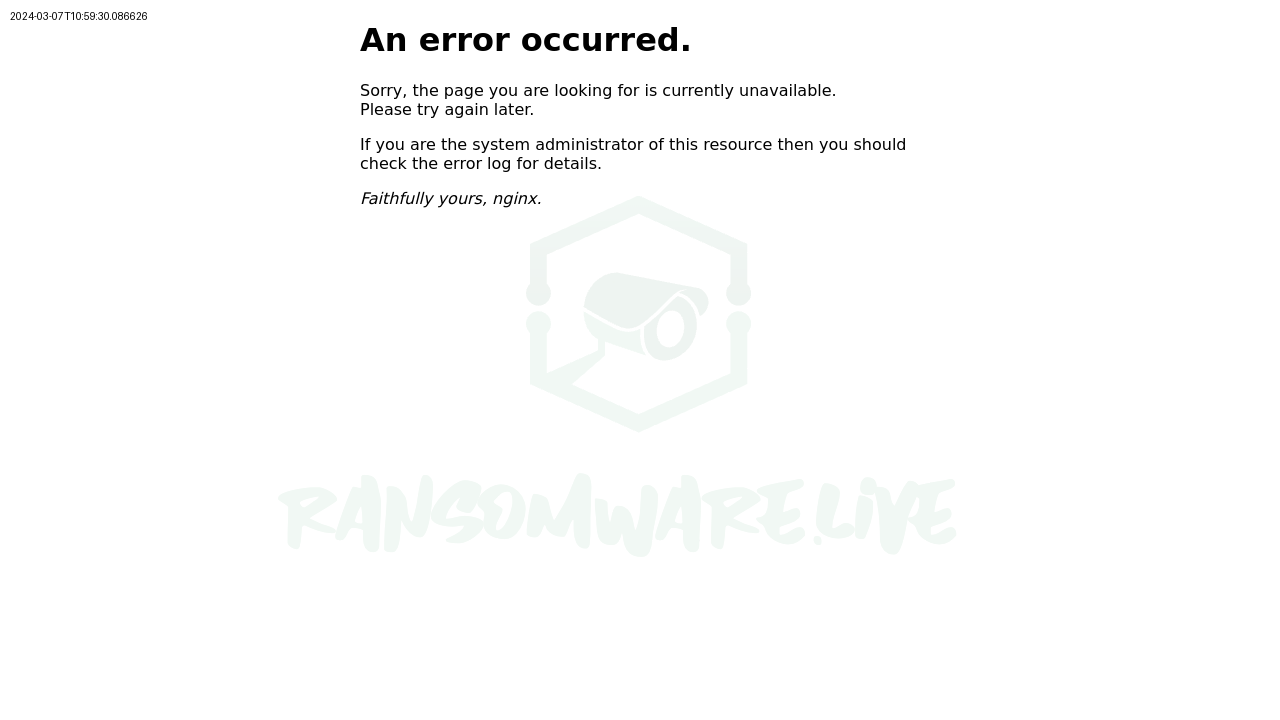 2024-03-07T10:59:30.086626
An error occurred.
Sorry, the page you are looking for is currently unavailable.
Please try again later.
If you are the system administrator of this resource then you should
check the error log for details.
Faithfully yours, nginx.
RANSOMWARE.LIVE